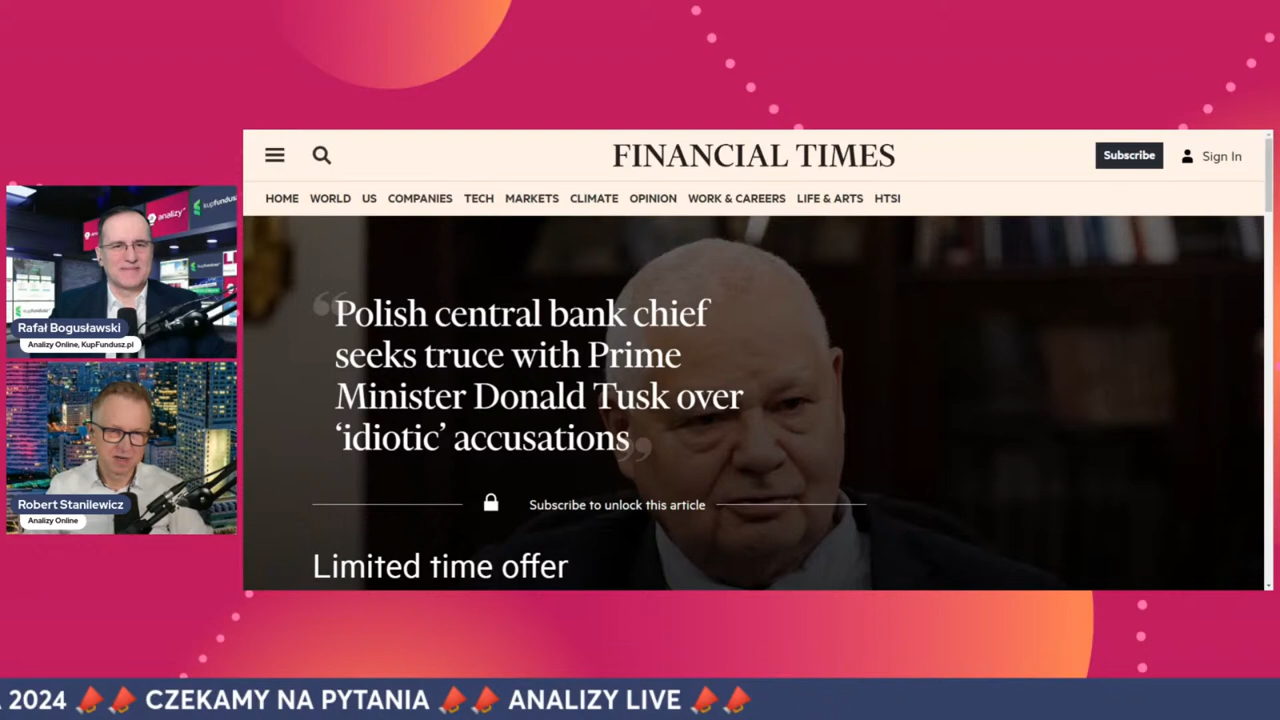 FINANCIAL TIMES
Subscribe
Sign In
HOME WORLD US COMPANIES TECH MARKETS CLIMATE OPINION WORK & CAREERS LIFE & ARTS HTSI
“Polish central bank chief
seeks truce with Prime
Minister Donald Tusk over
‘idiotic’ accusations”
Subscribe to unlock this article
Limited time offer
analizy
kupfundusz
Rafał Bogusławski
Analizy Online, KupFundusz.pl
Robert Stanilewicz
Analizy Online
2024 📣📣 CZEKAMY NA PYTANIA 📣📣 ANALIZY LIVE 📣📣